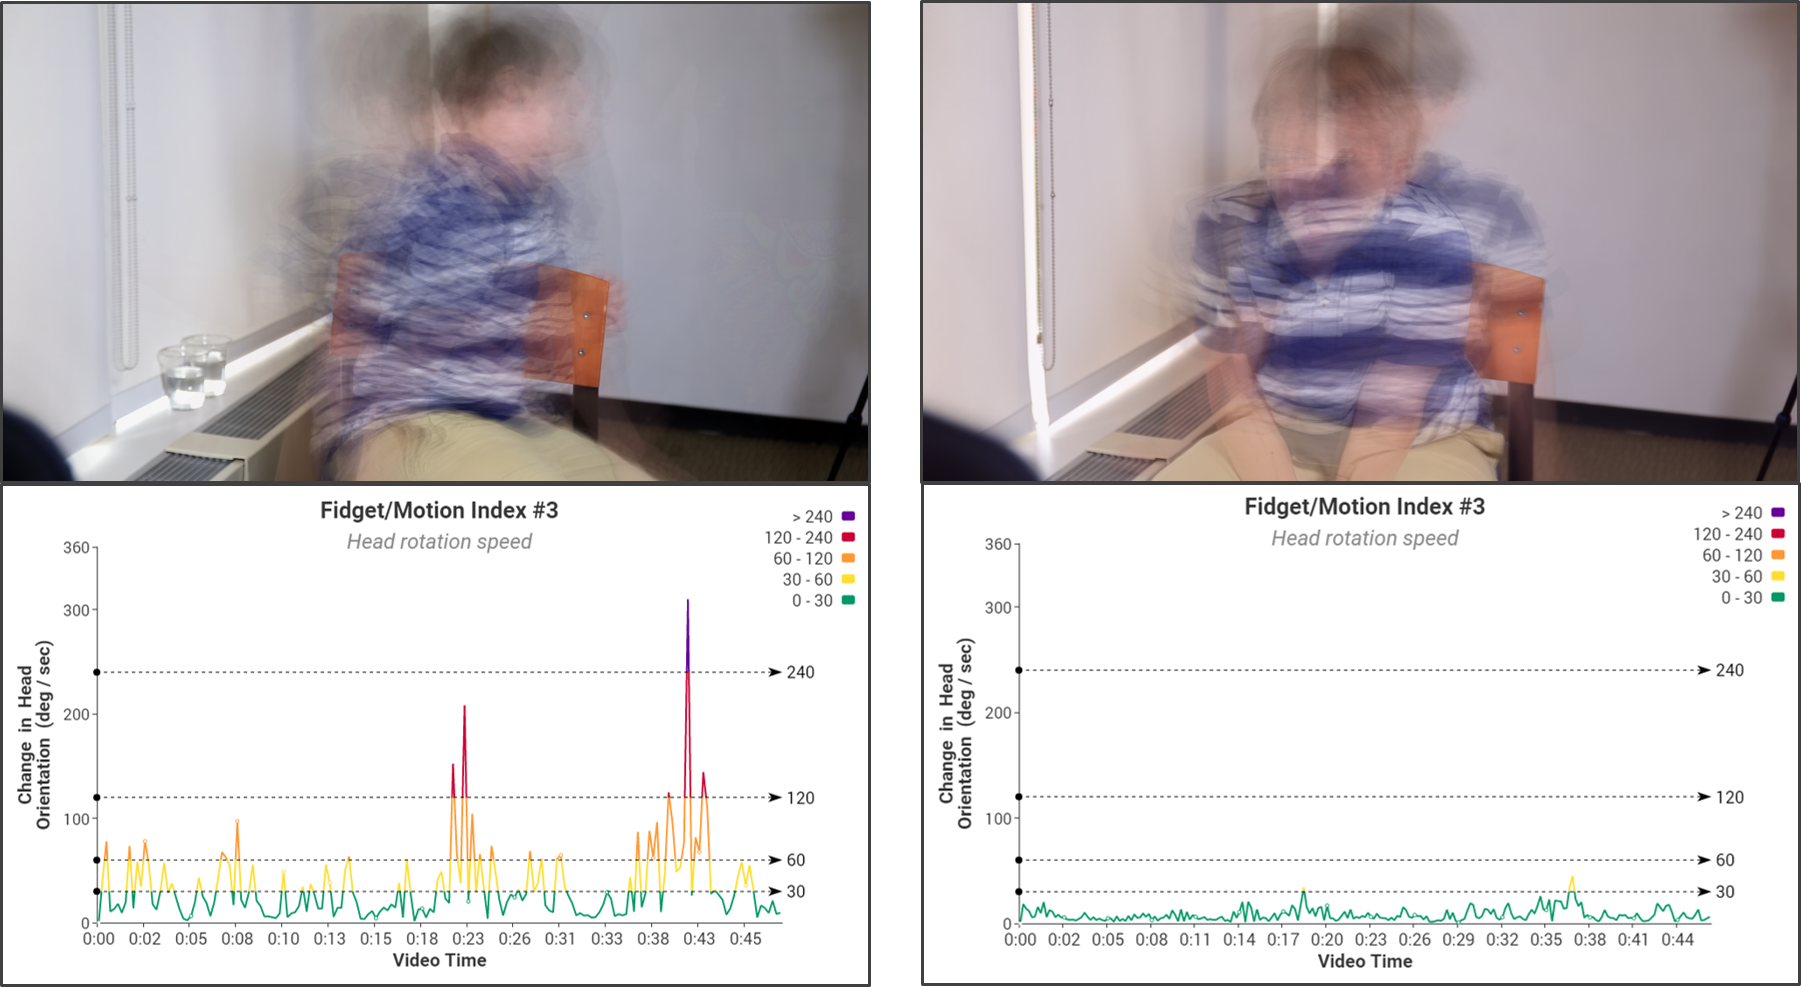 Fidget/Motion Index #3
Head rotation speed
> 240
120 - 240
60 - 120
30 - 60
0 - 30
Change in Head
Orientation (deg / sec)
360
300
200
100
0
240
120
60
30
0:00 0:02 0:05 0:08 0:10 0:13 0:15 0:18 0:23 0:26 0:31 0:33 0:38 0:43 0:45
Video Time
Fidget/Motion Index #3
Head rotation speed
> 240
120 - 240
60 - 120
30 - 60
0 - 30
Change in Head
Orientation (deg / sec)
360
300
200
100
0
240
120
60
30
0:00 0:02 0:05 0:08 0:11 0:14 0:17 0:20 0:23 0:26 0:29 0:32 0:35 0:38 0:41 0:44
Video Time